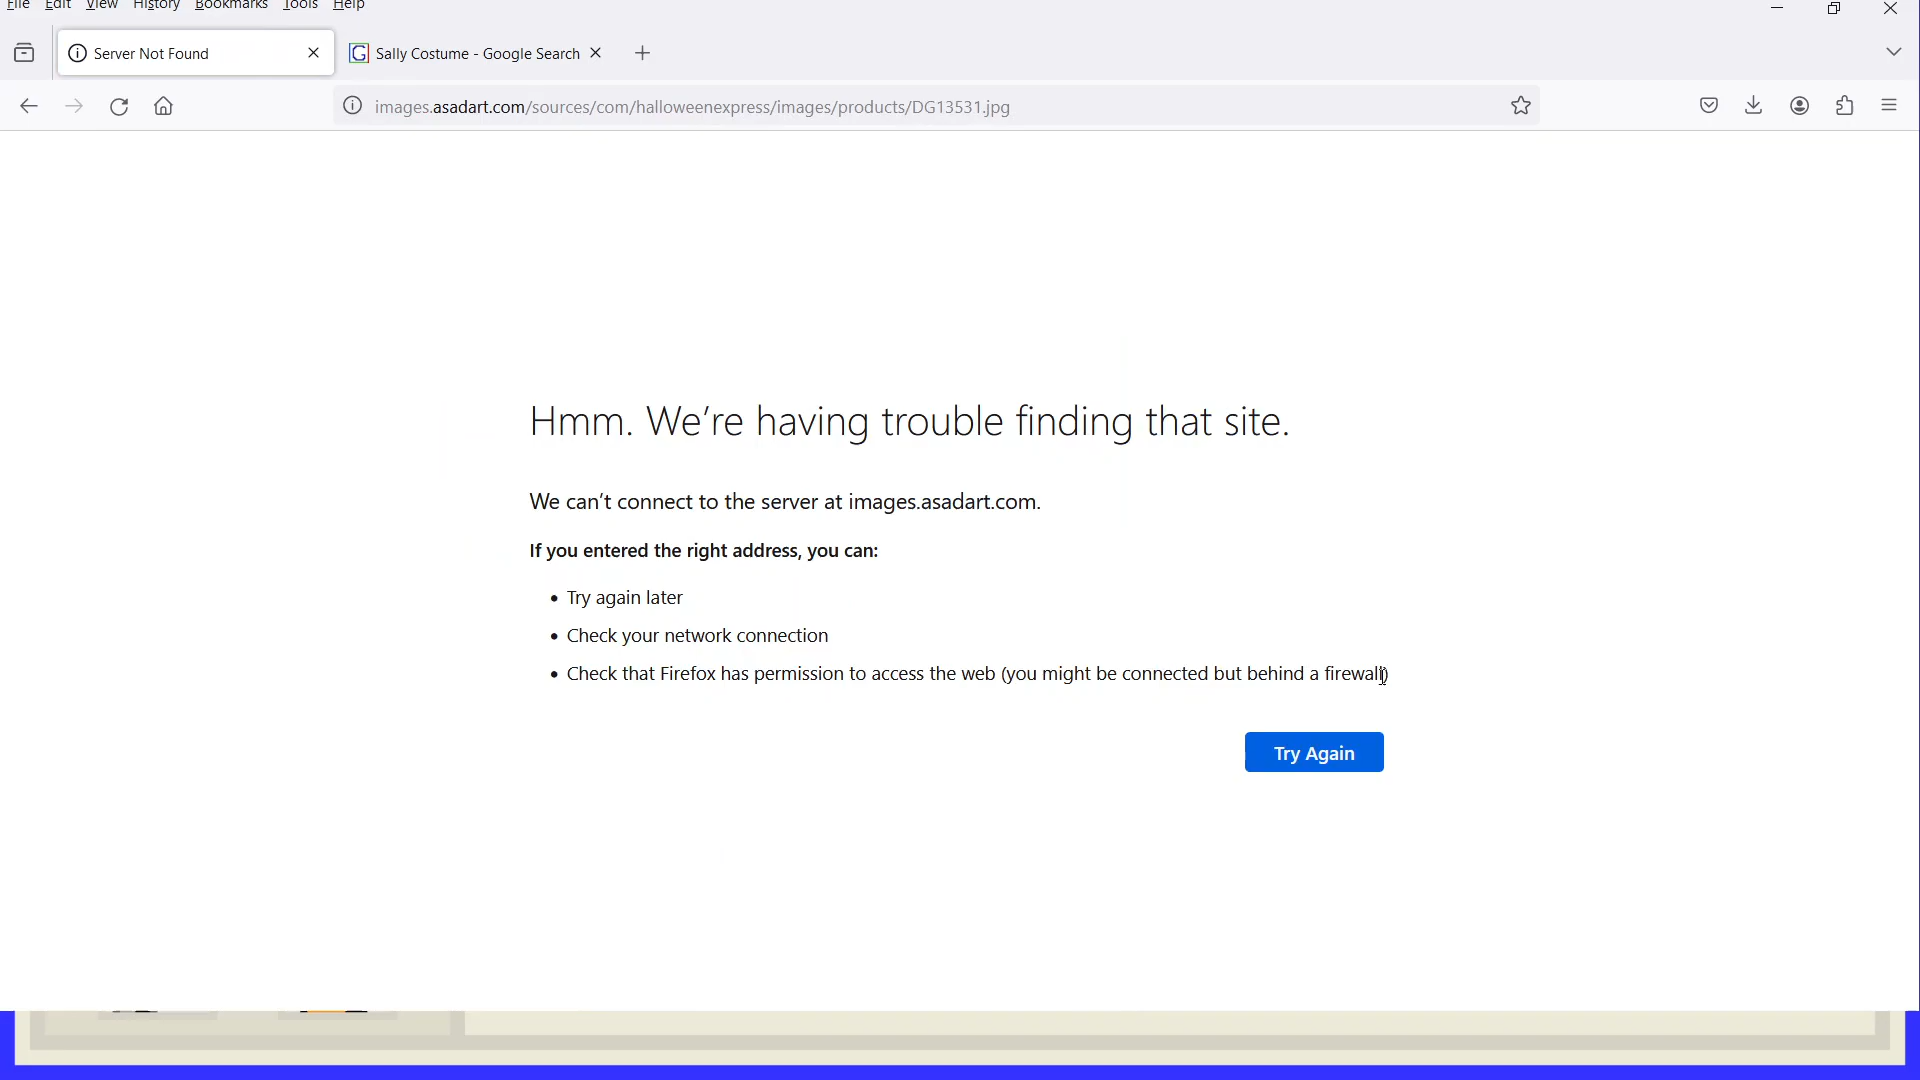 File Edit View History Bookmarks Tools Help
Server Not Found
Sally Costume - Google Search
images.asadart.com/sources/com/halloweenexpress/images/products/DG13531.jpg
Hmm. We’re having trouble finding that site.
We can’t connect to the server at images.asadart.com.
If you entered the right address, you can:
• Try again later
• Check your network connection
• Check that Firefox has permission to access the web (you might be connected but behind a firewall)
Try Again